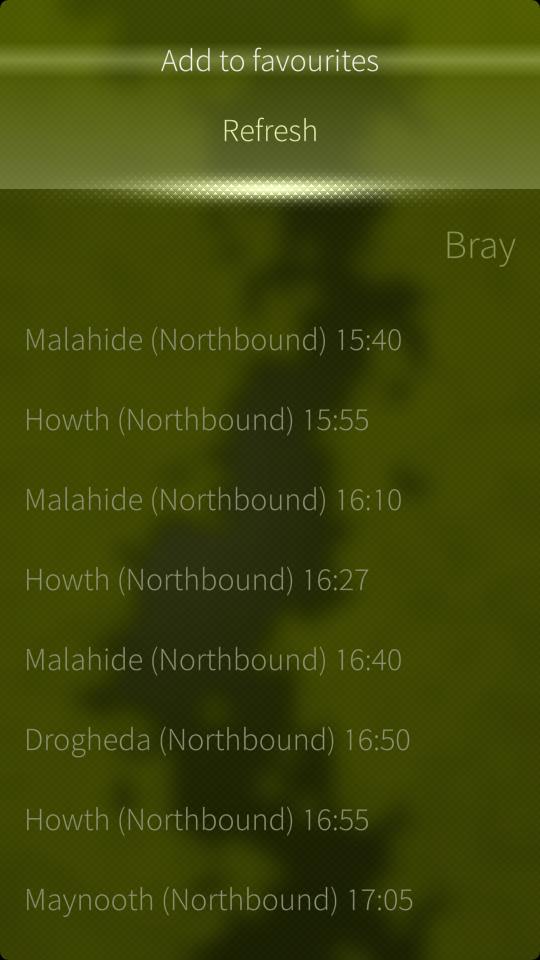 Add to favourites
Refresh
Bray
Malahide (Northbound) 15:40
Howth (Northbound) 15:55
Malahide (Northbound) 16:10
Howth (Northbound) 16:27
Malahide (Northbound) 16:40
Drogheda (Northbound) 16:50
Howth (Northbound) 16:55
Maynooth (Northbound) 17:05